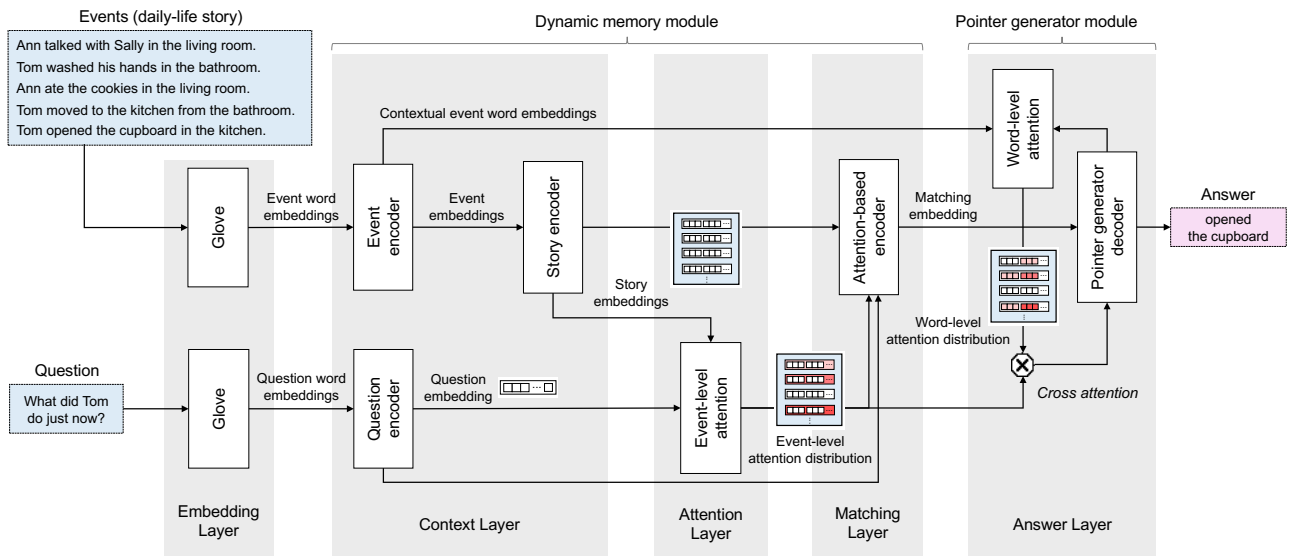 Events (daily-life story)
Dynamic memory module
Pointer generator module
Ann talked with Sally in the living room.
Tom washed his hands in the bathroom.
Ann ate the cookies in the living room.
Tom moved to the kitchen from the bathroom.
Tom opened the cupboard in the kitchen.
Contextual event word embeddings
Word-level
attention
Glove
Event word
embeddings
Event
encoder
Event
embeddings
Story encoder
Attention-based
encoder
Matching
embedding
Pointer generator
decoder
Answer
opened
the cupboard
Story
embeddings
Word-level
attention distribution
Cross attention
Question
What did Tom
do just now?
Glove
Question word
embeddings
Question
encoder
Question
embedding
Event-level
attention
Event-level
attention distribution
Embedding
Layer
Context Layer
Attention
Layer
Matching
Layer
Answer Layer